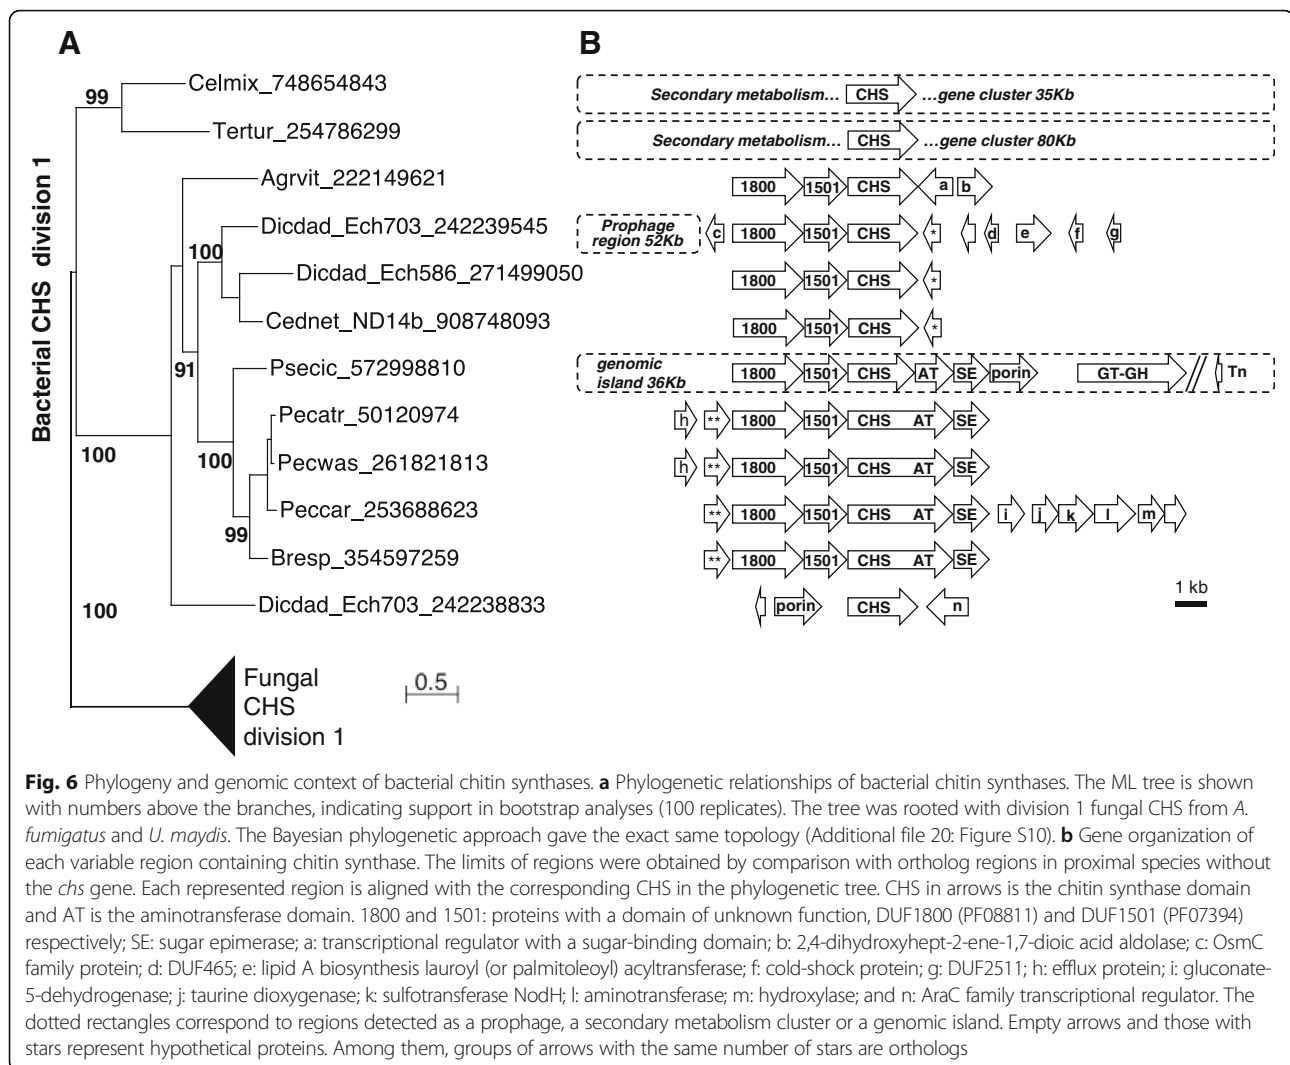 A
B
Bacterial CHS division 1
99
Celmix_748654843
Secondary metabolism... CHS ...gene cluster 35Kb
Tertur_254786299
Secondary metabolism... CHS ...gene cluster 80Kb
Agrvit_222149621
1800 1501 CHS a b
Dicdad_Ech703_242239545
Prophage
region 52Kb
c 1800 1501 CHS * d e f g
100
Dicdad_Ech586_271499050
1800 1501 CHS *
Cednet_ND14b_908748093
1800 1501 CHS *
91
Psecic_572998810
genomic
island 36Kb
1800 1501 CHS AT SE porin GT-GH Tn
Pecatr_50120974
h ** 1800 1501 CHS AT SE
100
100
Pecwas_261821813
h ** 1800 1501 CHS AT SE
Peccar_253688623
** 1800 1501 CHS AT SE i j k l m
99
Bresp_354597259
** 1800 1501 CHS AT SE
1 kb
Dicdad_Ech703_242238833
porin CHS n
100
Fungal
CHS
division 1
0.5
Fig. 6 Phylogeny and genomic context of bacterial chitin synthases. a Phylogenetic relationships of bacterial chitin synthases. The ML tree is shown
with numbers above the branches, indicating support in bootstrap analyses (100 replicates). The tree was rooted with division 1 fungal CHS from A.
fumigatus and U. maydis. The Bayesian phylogenetic approach gave the exact same topology (Additional file 20: Figure S10). b Gene organization of
each variable region containing chitin synthase. The limits of regions were obtained by comparison with ortholog regions in proximal species without
the chs gene. Each represented region is aligned with the corresponding CHS in the phylogenetic tree. CHS in arrows is the chitin synthase domain
and AT is the aminotransferase domain. 1800 and 1501: proteins with a domain of unknown function, DUF1800 (PF08811) and DUF1501 (PF07394)
respectively; SE: sugar epimerase; a: transcriptional regulator with a sugar-binding domain; b: 2,4-dihydroxyhept-2-ene-1,7-dioic acid aldolase; c: OsmC
family protein; d: DUF465; e: lipid A biosynthesis lauroyl (or palmitoleoyl) acyltransferase; f: cold-shock protein; g: DUF2511; h: efflux protein; i: gluconate-
5-dehydrogenase; j: taurine dioxygenase; k: sulfotransferase NodH; l: aminotransferase; m: hydroxylase; and n: AraC family transcriptional regulator. The
dotted rectangles correspond to regions detected as a prophage, a secondary metabolism cluster or a genomic island. Empty arrows and those with
stars represent hypothetical proteins. Among them, groups of arrows with the same number of stars are orthologs